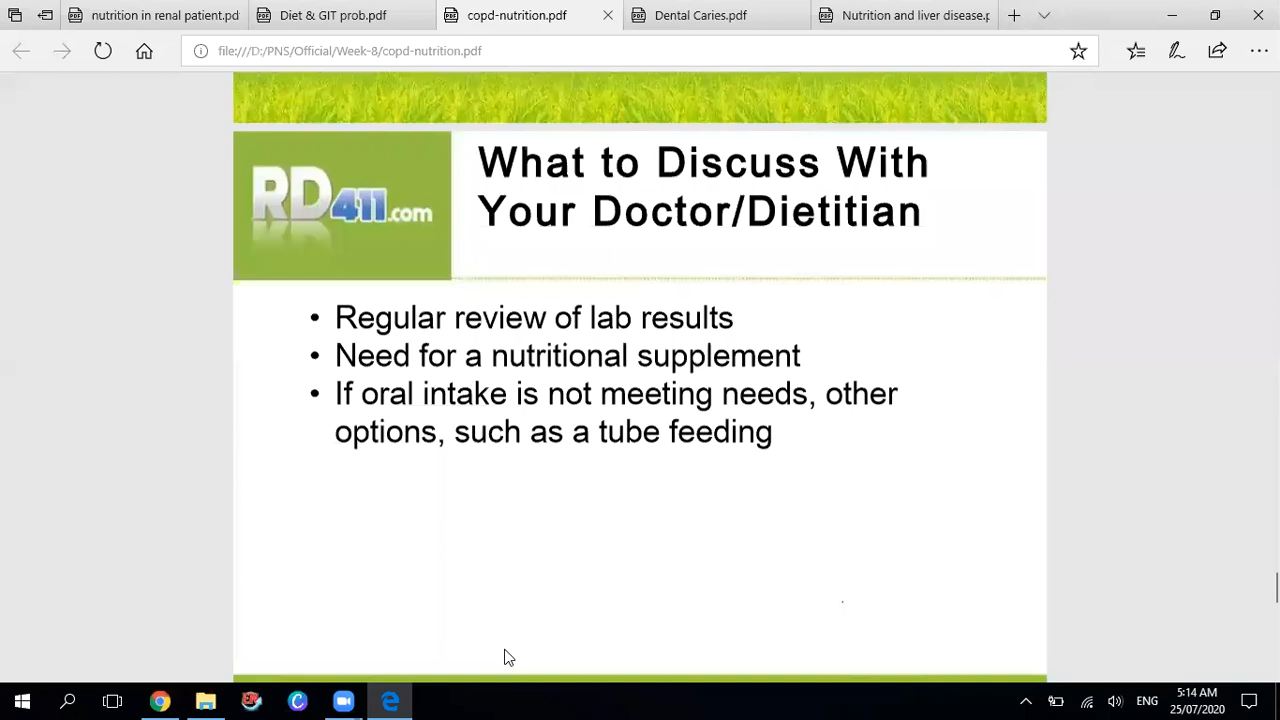 nutrition in renal patient.pd
Diet & GIT prob.pdf
copd-nutrition.pdf
Dental Caries.pdf
Nutrition and liver disease.p
file:///D:/PNS/Official/Week-8/copd-nutrition.pdf
RD411.com
What to Discuss With
Your Doctor/Dietitian
• Regular review of lab results
• Need for a nutritional supplement
• If oral intake is not meeting needs, other
options, such as a tube feeding
ENG
5:14 AM
25/07/2020